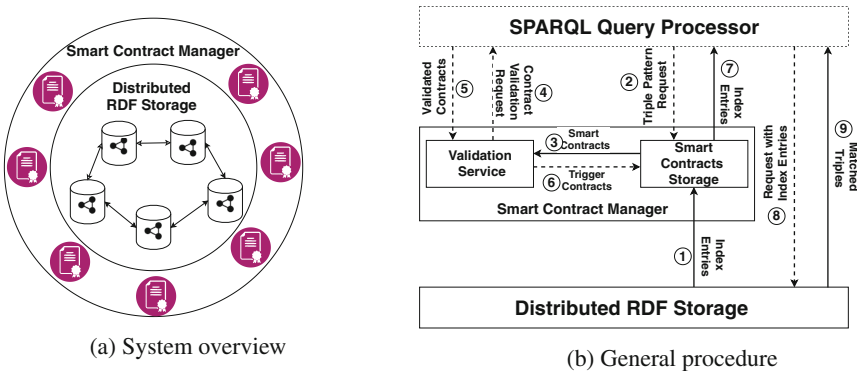 Smart Contract Manager
Distributed
RDF Storage
(a) System overview
SPARQL Query Processor
Validated
Contracts
⑤
Contract
Validation
Request
④
②
Triple Pattern
Request
⑦
Index
Entries
Validation
Service
③
Smart
Contracts
⑥
Trigger
Contracts
Smart
Contracts
Storage
Smart Contract Manager
①
Index
Entries
Request with
Index Entries
⑧
⑨
Matched
Triples
Distributed RDF Storage
(b) General procedure